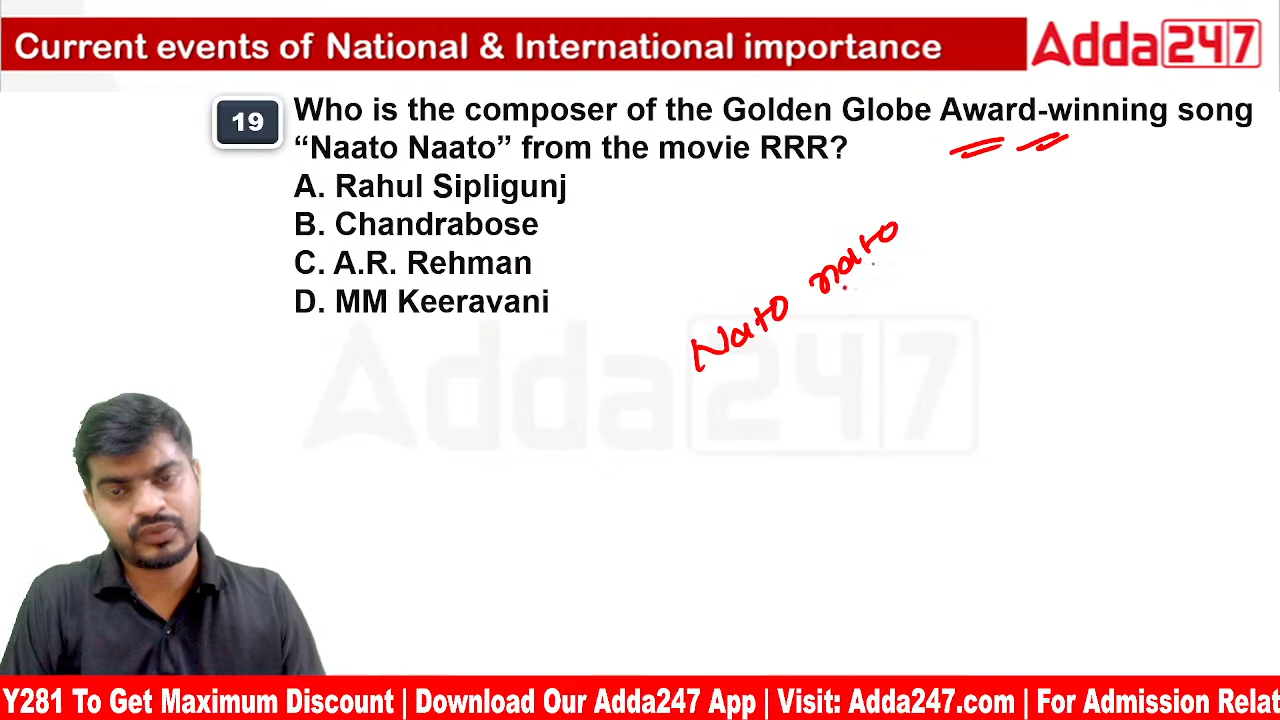 Current events of National & International importance
Adda247
19
Who is the composer of the Golden Globe Award-winning song
“Naato Naato” from the movie RRR?
A. Rahul Sipligunj
B. Chandrabose
C. A.R. Rehman
D. MM Keeravani
Nato nato
Adda247
Y281 To Get Maximum Discount | Download Our Adda247 App | Visit: Adda247.com | For Admission Relat